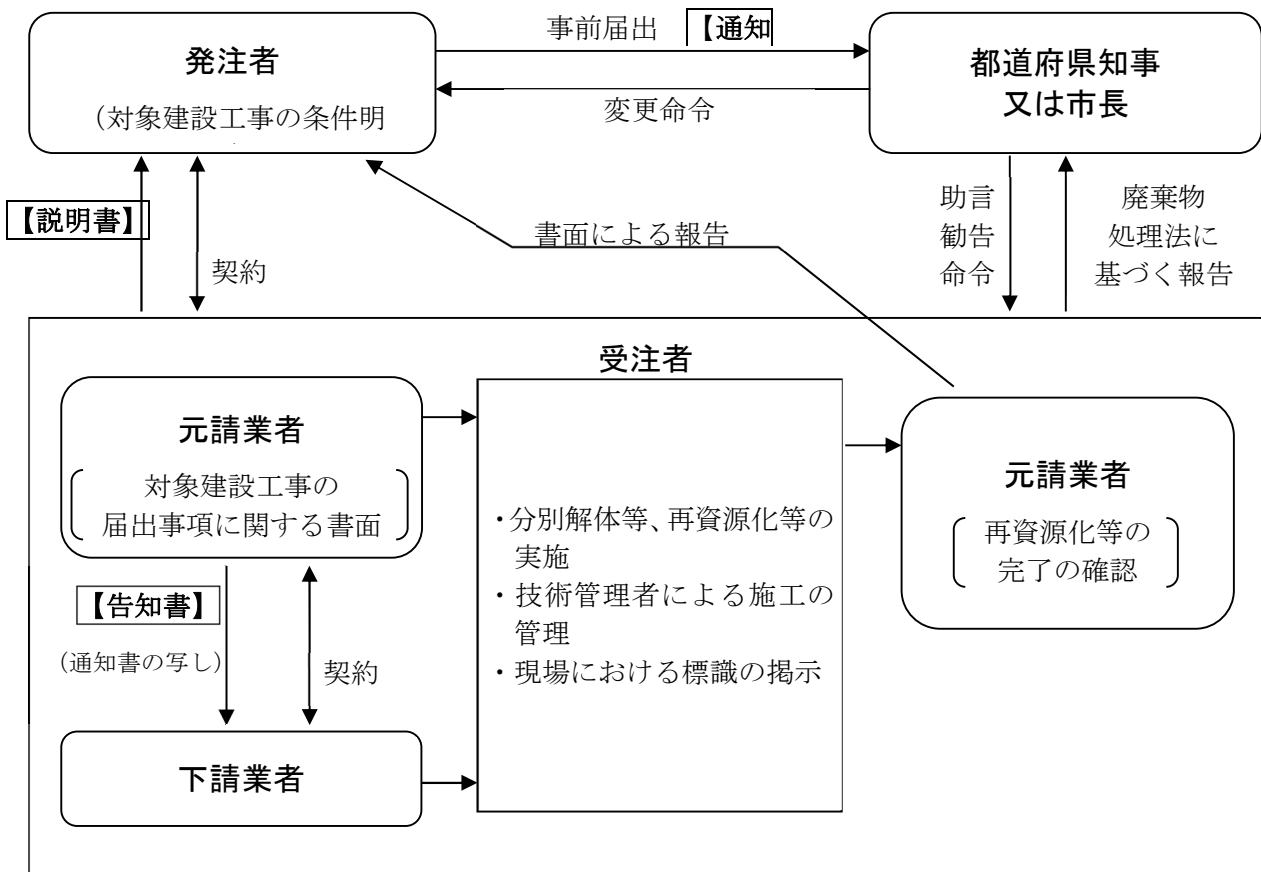 事前届出 【通知
発注者
(対象建設工事の条件明
変更命令
都道府県知事
又は市長
【説明書】
契約
書面による報告
助言
勧告
命令
廃棄物
処理法に
基づく報告
受注者
元請業者
対象建設工事の
届出事項に関する書面
【告知書】
(通知書の写し)
契約
下請業者
・分別解体等、再資源化等の
実施
・技術管理者による施工の
管理
・現場における標識の掲示
元請業者
再資源化等の
完了の確認